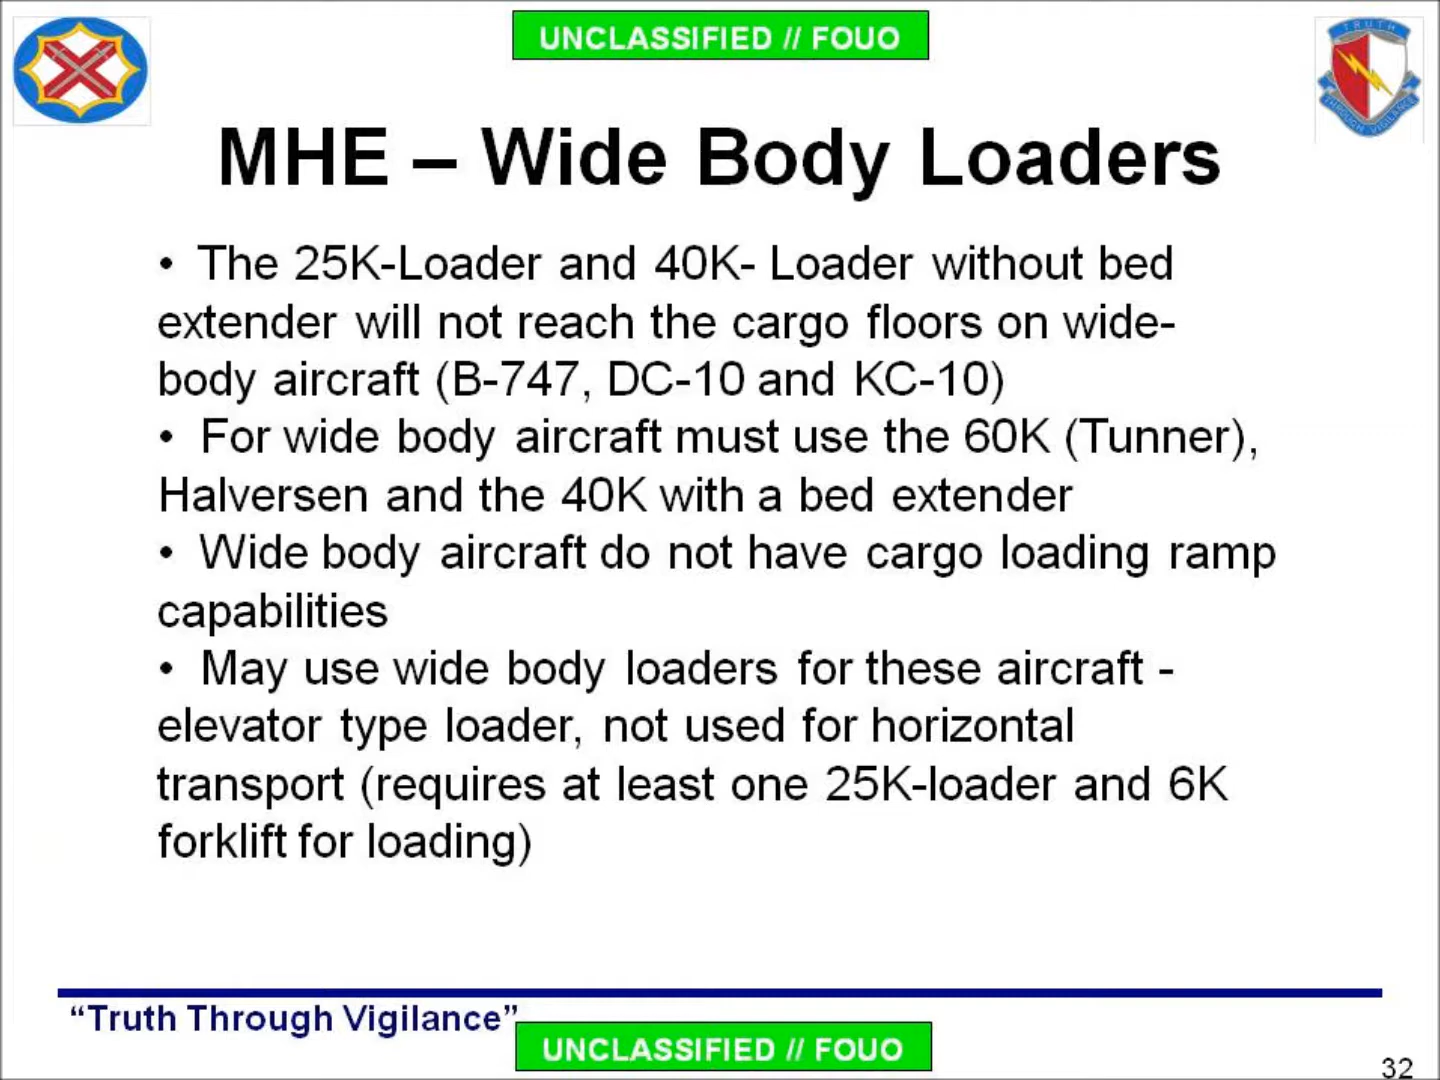 UNCLASSIFIED // FOUO
TRUTH
THROUGH VIGILANCE
MHE – Wide Body Loaders
• The 25K-Loader and 40K- Loader without bed
extender will not reach the cargo floors on wide-
body aircraft (B-747, DC-10 and KC-10)
• For wide body aircraft must use the 60K (Tunner),
Halversen and the 40K with a bed extender
• Wide body aircraft do not have cargo loading ramp
capabilities
• May use wide body loaders for these aircraft -
elevator type loader, not used for horizontal
transport (requires at least one 25K-loader and 6K
forklift for loading)
“Truth Through Vigilance”
UNCLASSIFIED // FOUO
32